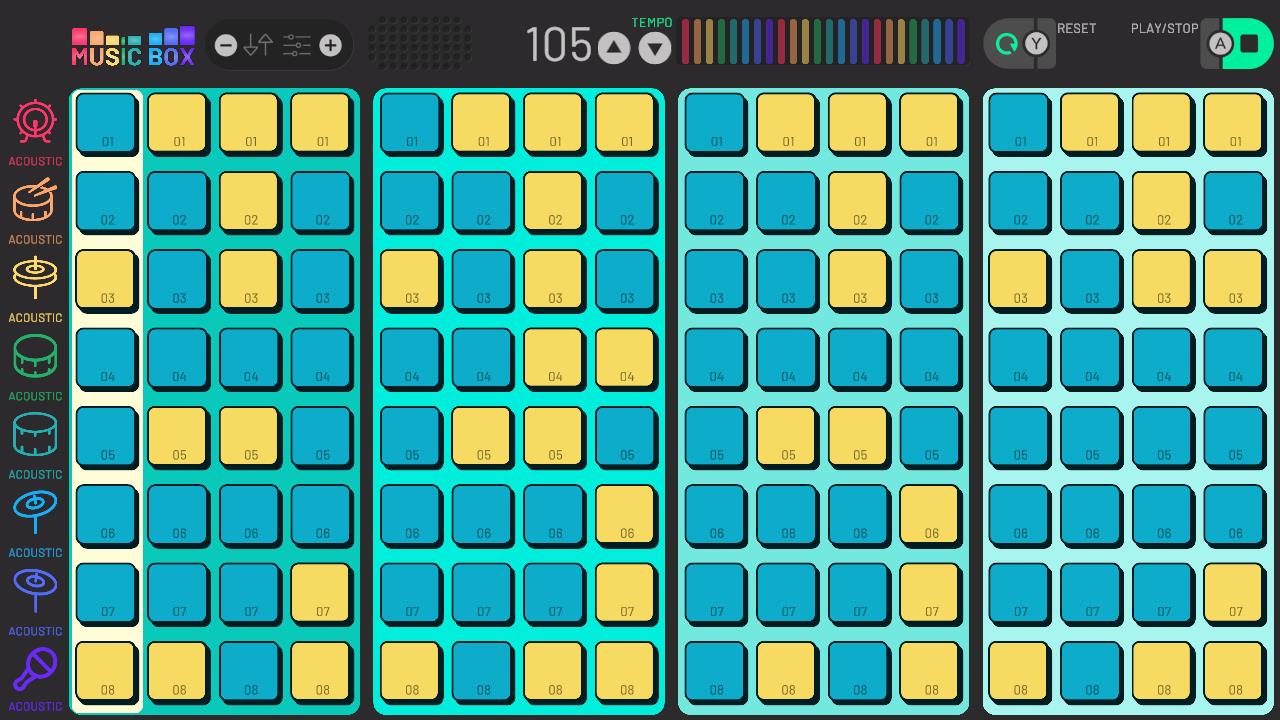 TEMPO
MUSIC BOX
105
Y
RESET
PLAY/STOP
A
01 01 01 01 01 01 01 01 01 01 01 01 01 01 01 01
ACOUSTIC
02 02 02 02 02 02 02 02 02 02 02 02 02 02 02 02
ACOUSTIC
03 03 03 03 03 03 03 03 03 03 03 03 03 03 03 03
ACOUSTIC
04 04 04 04 04 04 04 04 04 04 04 04 04 04 04 04
ACOUSTIC
05 05 05 05 05 05 05 05 05 05 05 05 05 05 05 05
ACOUSTIC
06 06 06 06 06 06 06 06 06 06 06 06 06 06 06 06
ACOUSTIC
07 07 07 07 07 07 07 07 07 07 07 07 07 07 07 07
ACOUSTIC
08 08 08 08 08 08 08 08 08 08 08 08 08 08 08 08
ACOUSTIC